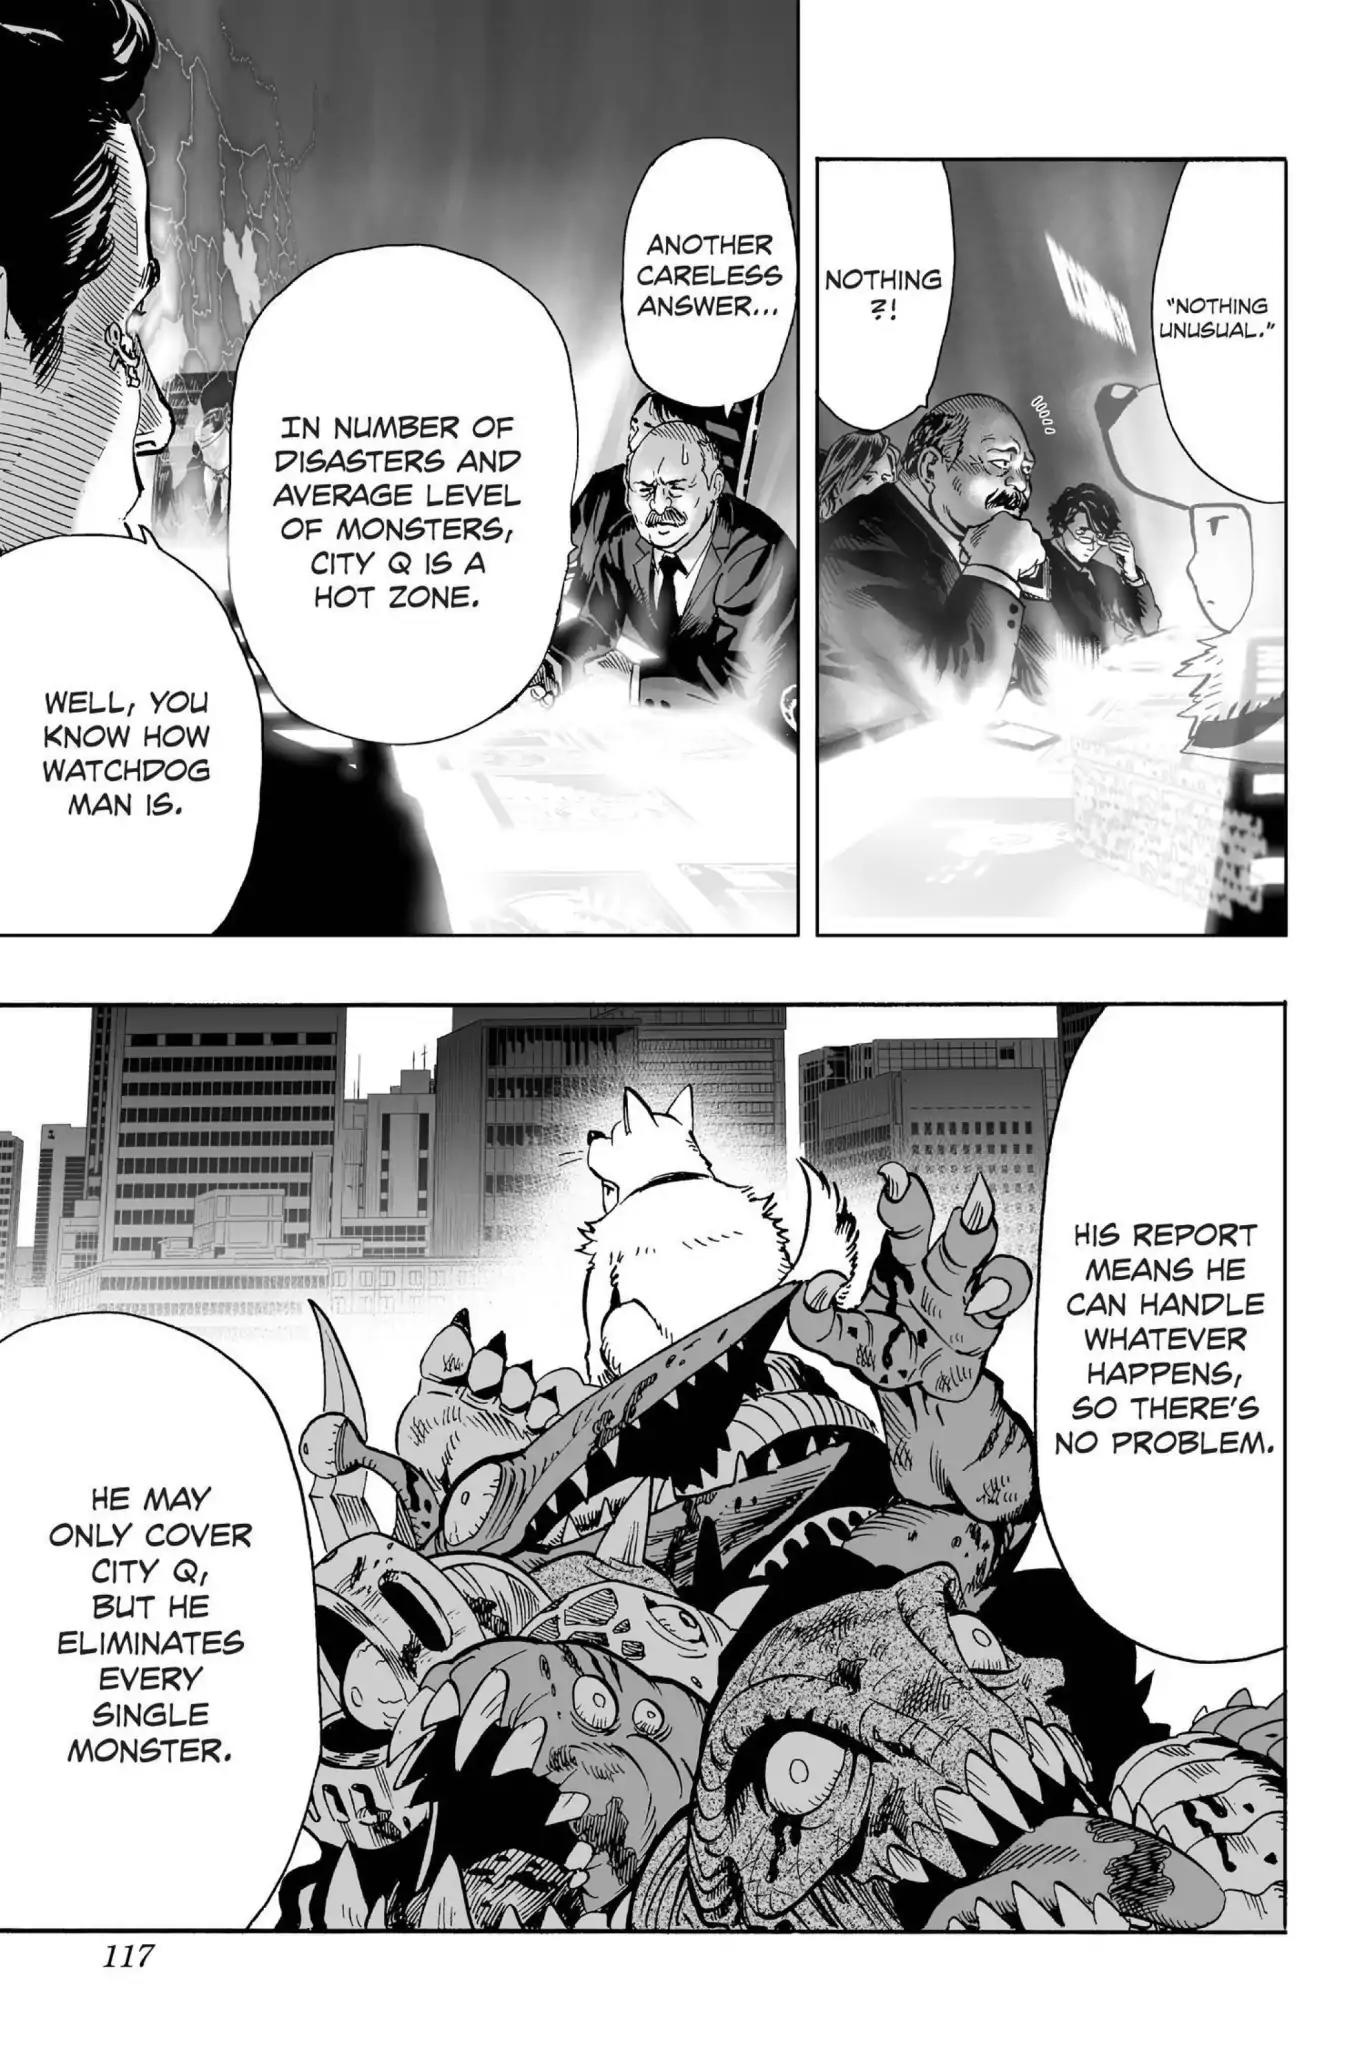 "NOTHING
UNUSUAL."
NOTHING
?!
ANOTHER
CARELESS
ANSWER...
IN NUMBER OF
DISASTERS AND
AVERAGE LEVEL
OF MONSTERS,
CITY Q IS A
HOT ZONE.
WELL, YOU
KNOW HOW
WATCHDOG
MAN IS.
HIS REPORT
MEANS HE
CAN HANDLE
WHATEVER
HAPPENS,
SO THERE'S
NO PROBLEM.
HE MAY
ONLY COVER
CITY Q,
BUT HE
ELIMINATES
EVERY
SINGLE
MONSTER.
117